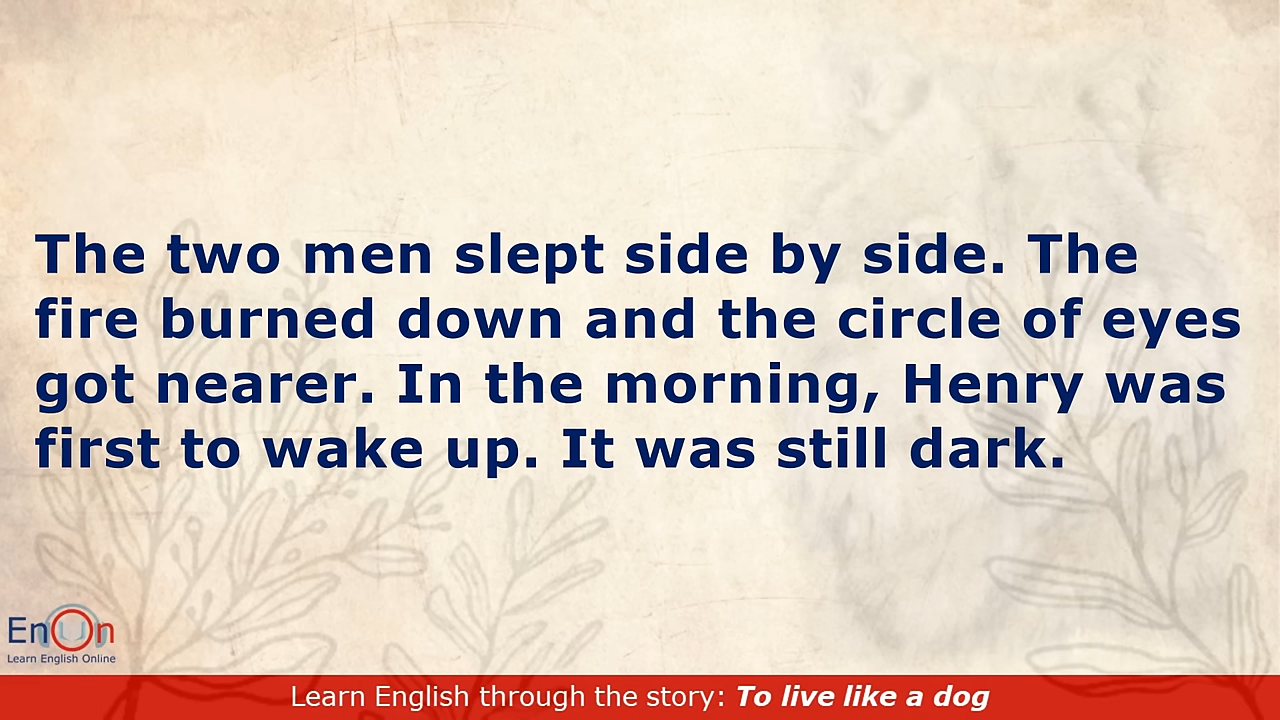 The two men slept side by side. The
fire burned down and the circle of eyes
got nearer. In the morning, Henry was
first to wake up. It was still dark.
EnOn
Learn English Online
Learn English through the story: To live like a dog